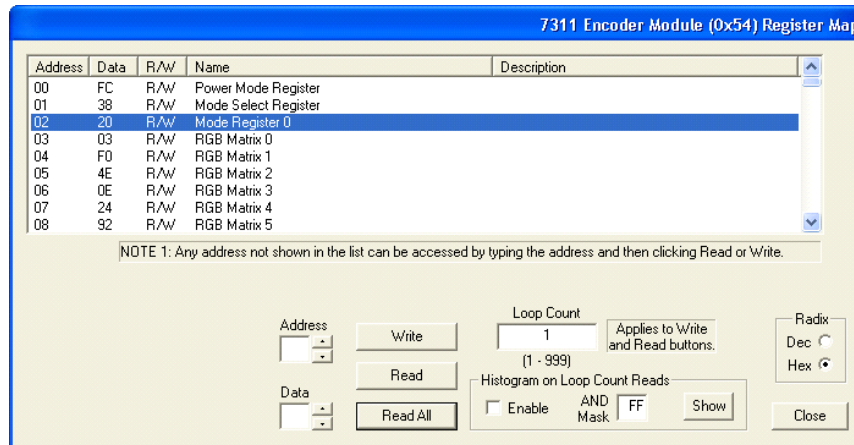 7311 Encoder Module (0x54) Register Map
Address Data R/W Name Description
00 FC R/W Power Mode Register
01 38 R/W Mode Select Register
02 20 R/W Mode Register 0
03 03 R/W RGB Matrix 0
04 F0 R/W RGB Matrix 1
05 4E R/W RGB Matrix 2
06 0E R/W RGB Matrix 3
07 24 R/W RGB Matrix 4
08 92 R/W RGB Matrix 5
NOTE 1: Any address not shown in the list can be accessed by typing the address and then clicking Read or Write.
Address
Write
Loop Count
1
(1 - 999)
Applies to Write
and Read buttons.
Radix
Dec
Hex
Read
Data
Read All
Histogram on Loop Count Reads
Enable
AND
Mask
FF
Show
Close